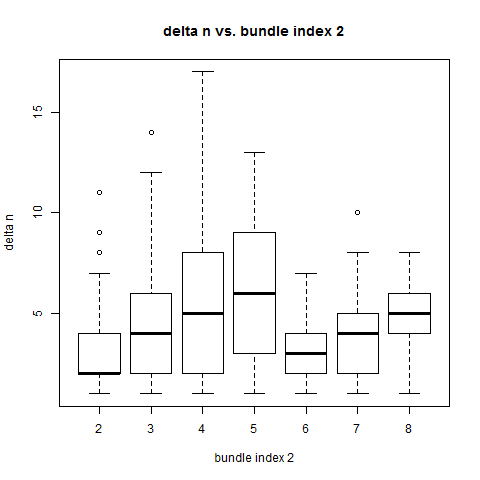 delta n vs. bundle index 2
15
10
5
delta n
2 3 4 5 6 7 8
bundle index 2